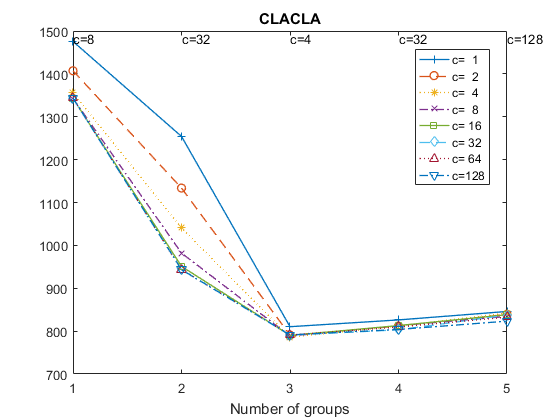 CLACLA
1500
c=8 c=32 c=4 c=32 c=128
1400
1300
1200
1100
1000
900
800
700
c= 1
c= 2
c= 4
c= 8
c= 16
c= 32
c= 64
c=128
1 2 3 4 5
Number of groups